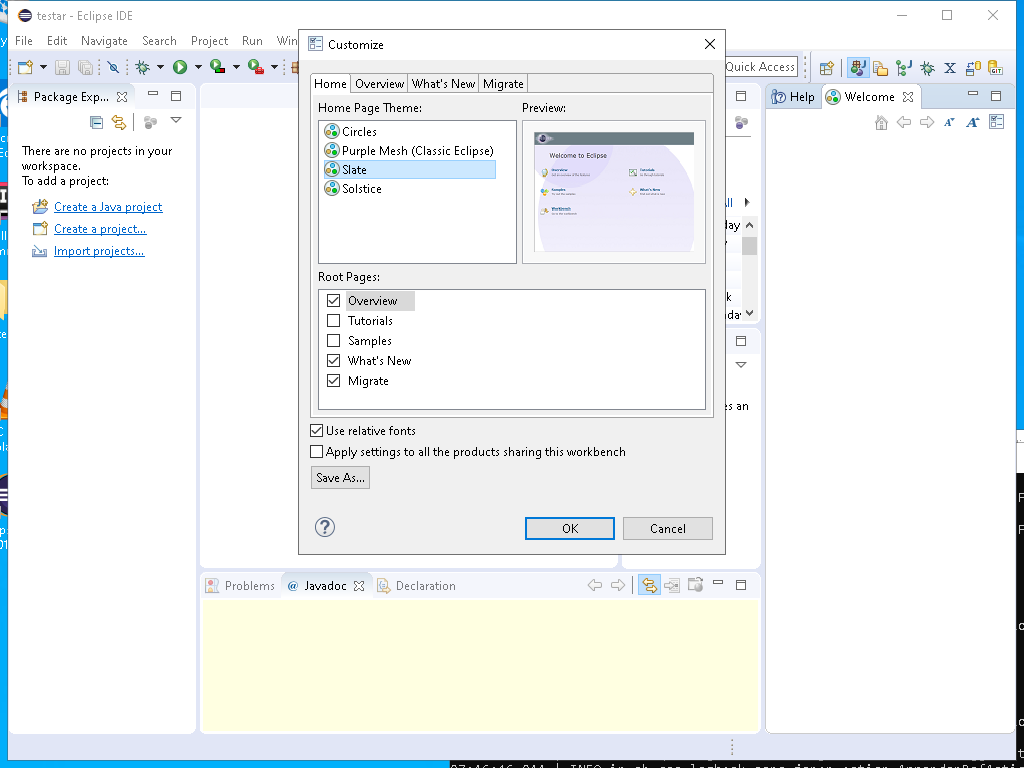 testar - Eclipse IDE
File Edit Navigate Search Project Run Win
Quick Access
Package Exp...
There are no projects in your
workspace.
To add a project:
Create a Java project
Create a project...
Import projects...
Customize
Home Overview What's New Migrate
Home Page Theme:
Circles
Purple Mesh (Classic Eclipse)
Slate
Solstice
Preview:
Welcome to Eclipse
Overview
Tutorials
Samples
What's New
Workbench
Root Pages:
Overview
Tutorials
Samples
What's New
Migrate
Use relative fonts
Apply settings to all the products sharing this workbench
Save As...
OK Cancel
Help Welcome
Problems Javadoc Declaration